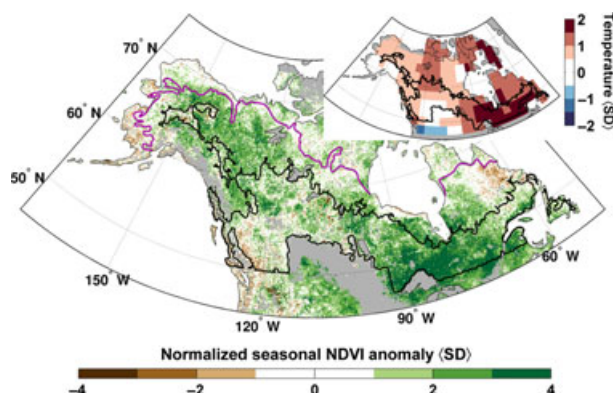 70° N
60° N
50° N
150° W
120° W
90° W
60° W
2
1
0
−1
−2
Temperature (SD)
Normalized seasonal NDVI anomaly (SD)
−4 −2 0 2 4